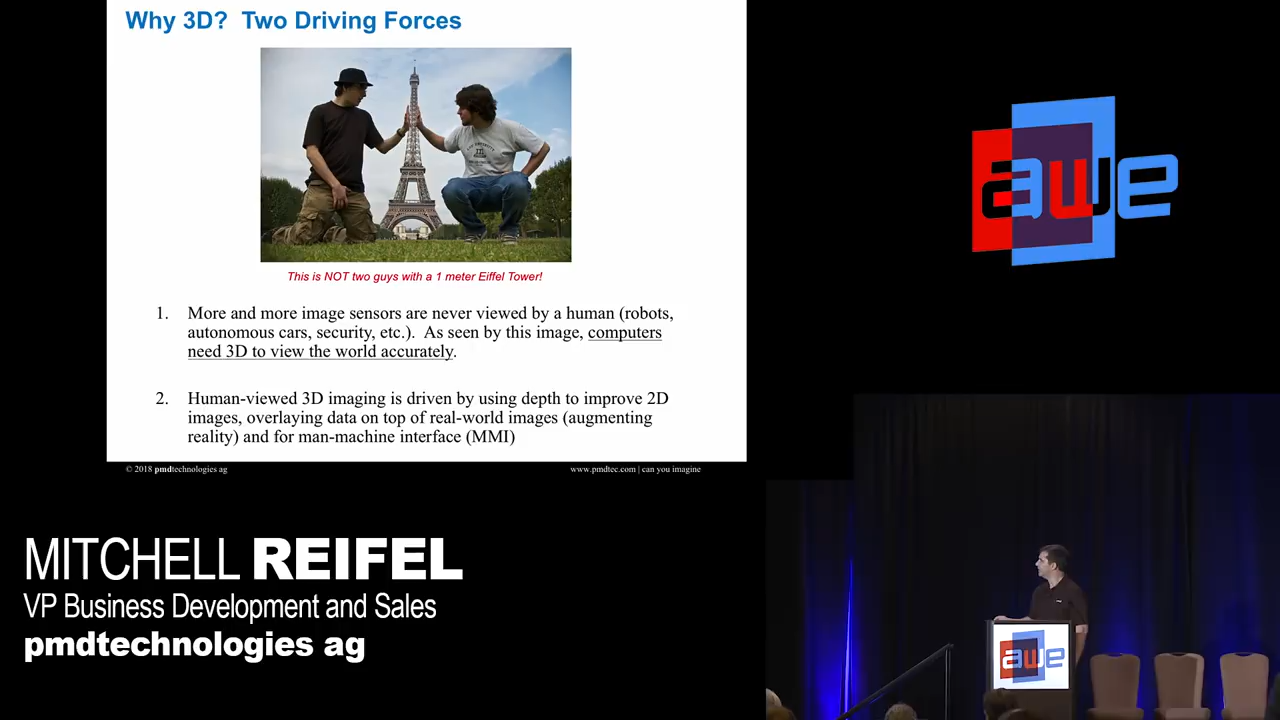 Why 3D? Two Driving Forces
This is NOT two guys with a 1 meter Eiffel Tower!
1. More and more image sensors are never viewed by a human (robots,
autonomous cars, security, etc.). As seen by this image, computers
need 3D to view the world accurately.
2. Human-viewed 3D imaging is driven by using depth to improve 2D
images, overlaying data on top of real-world images (augmenting
reality) and for man-machine interface (MMI)
© 2018 pmdtechnologies ag
www.pmdtec.com | can you imagine
awe
MITCHELL REIFEL
VP Business Development and Sales
pmdtechnologies ag
awe